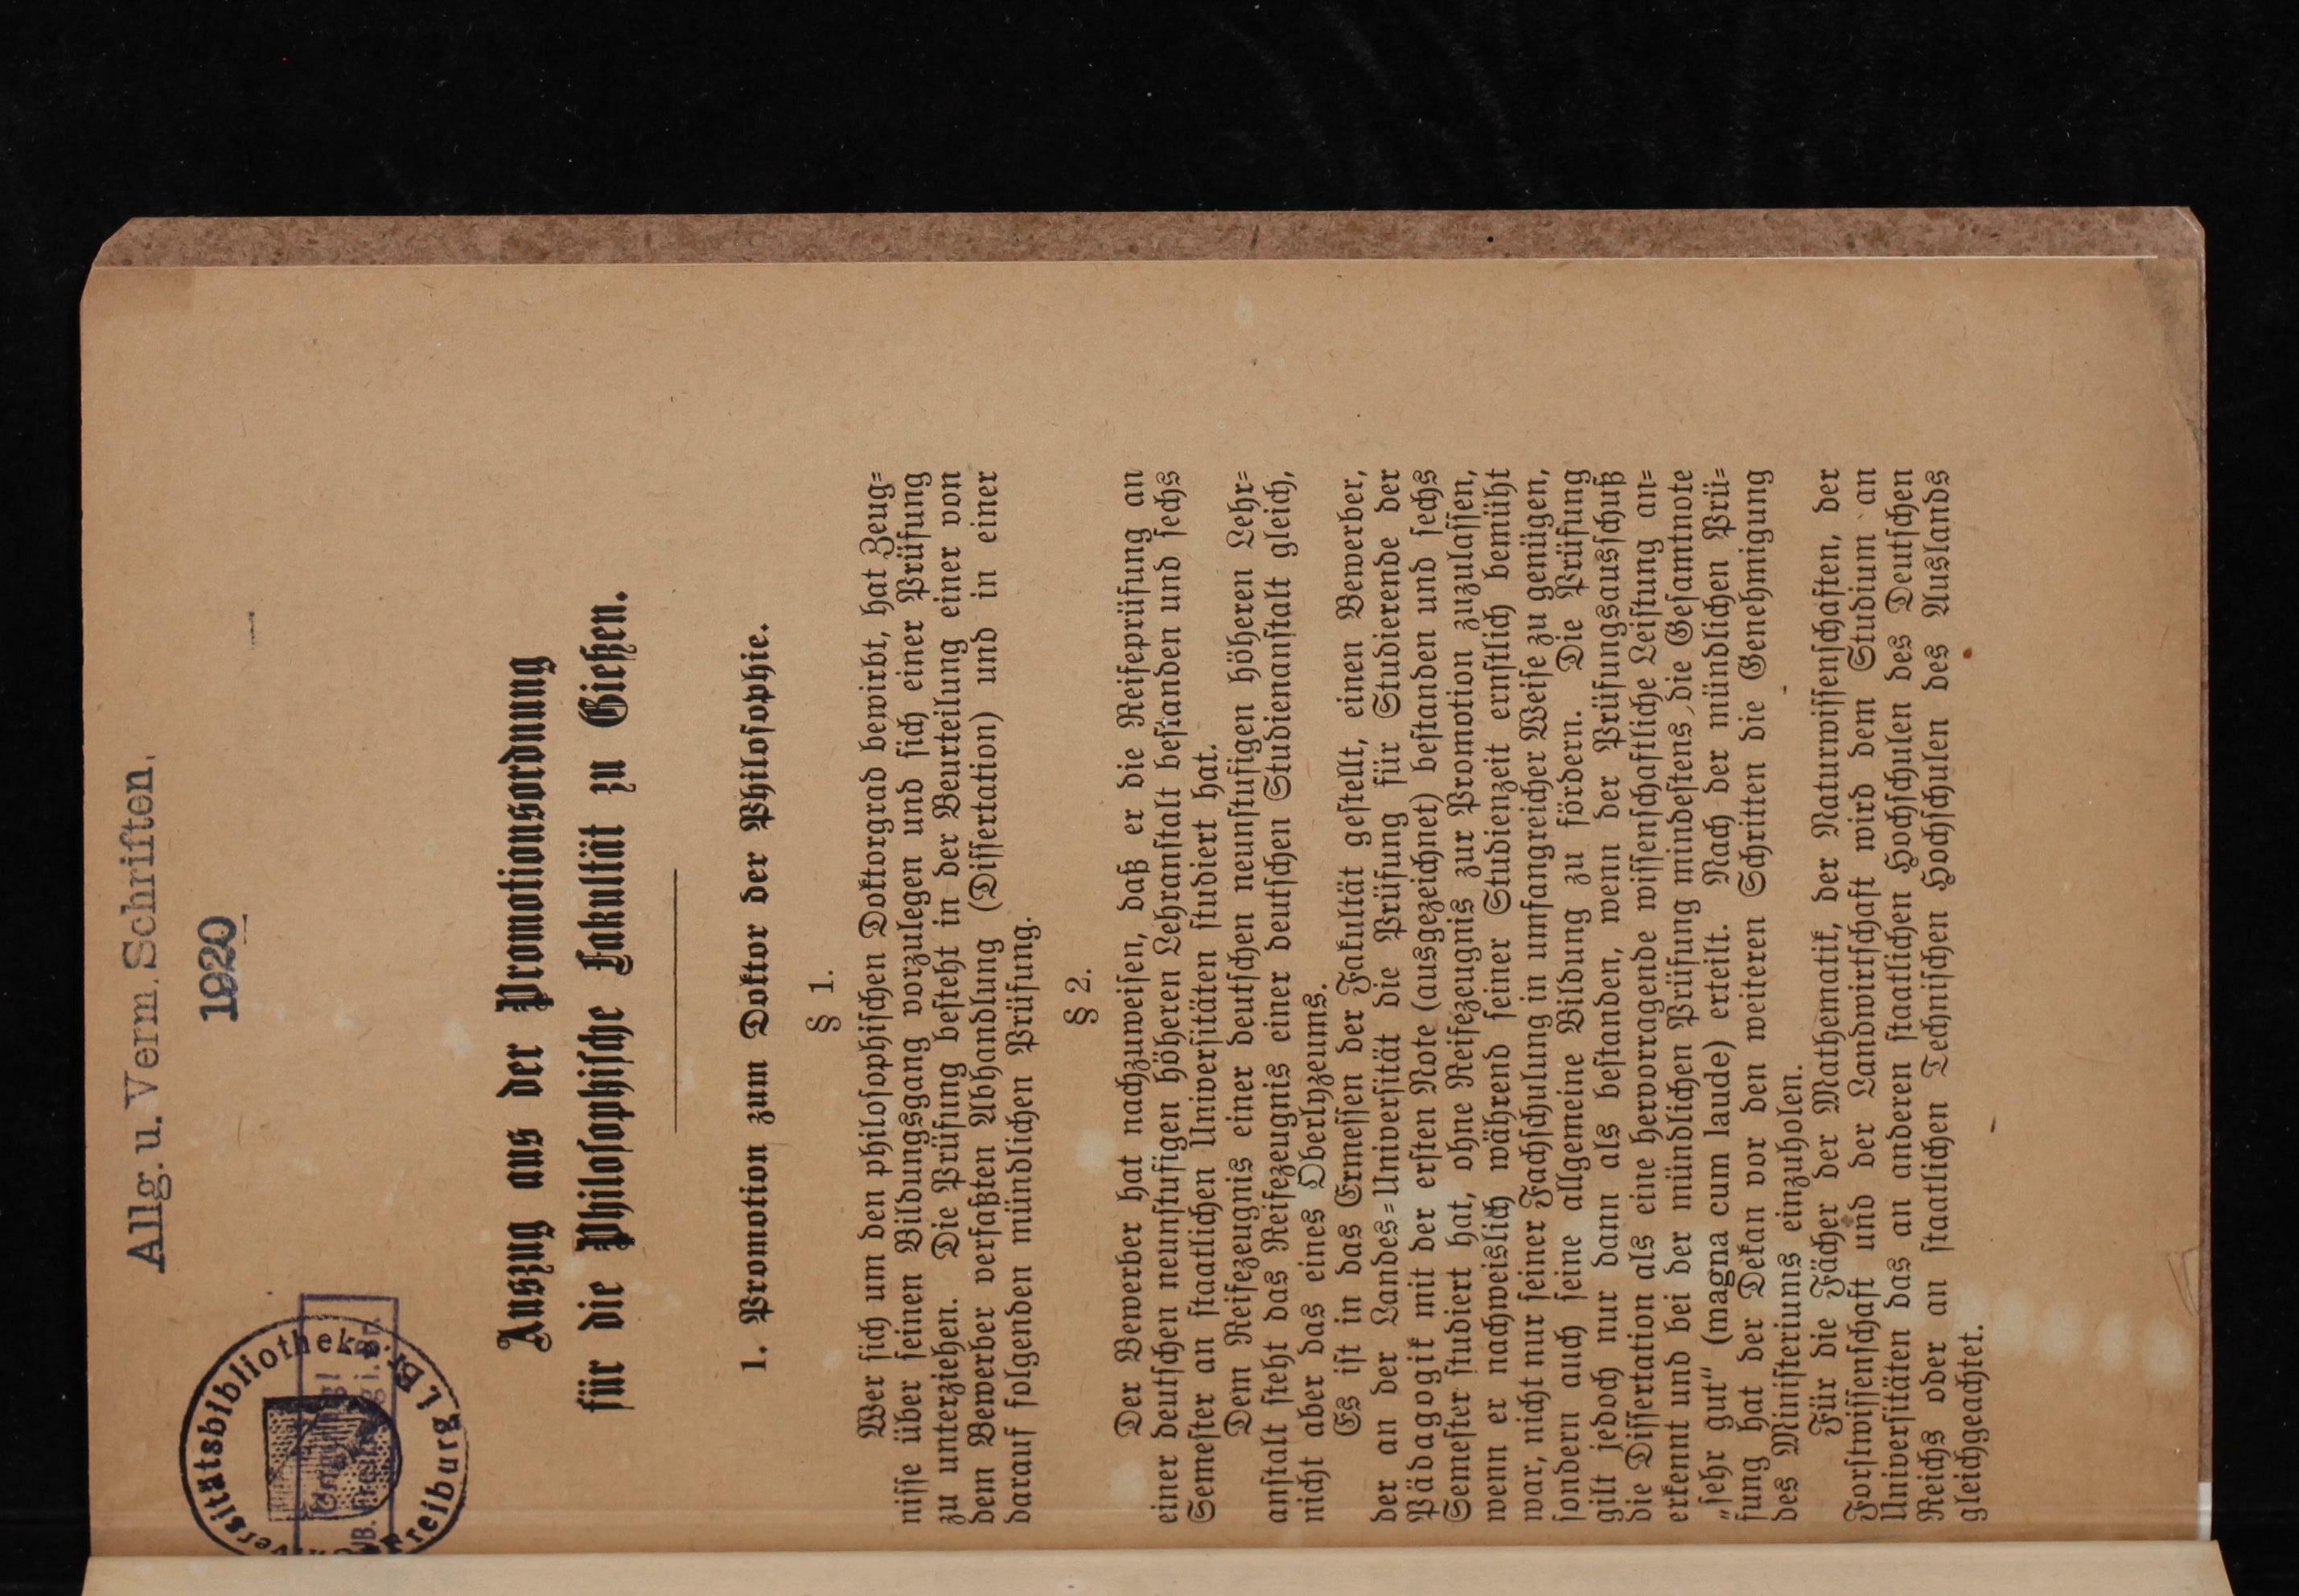 Allg. u. Verm. Schriften.
1920
Auszug aus der Promotionsordnung
für die Philosophische Fakultät zu Gießen.
1. Promotion zum Doktor der Philosophie.
§ 1.
Wer sich um den philosophischen Doktorgrad bewirbt, hat Zeug-
nisse über seinen Bildungsgang vorzulegen und sich einer Prüfung
zu unterziehen. Die Prüfung besteht in der Beurteilung einer von
dem Bewerber verfaßten Abhandlung (Dissertation) und in einer
darauf folgenden mündlichen Prüfung.
§ 2.
Der Bewerber hat nachzuweisen, daß er die Reifeprüfung an
einer deutschen neunstufigen höheren Lehranstalt bestanden und sechs
Semester an staatlichen Universitäten studiert hat.
Dem Reifezeugnis einer deutschen neunstufigen höheren Lehr-
anstalt steht das Reifezeugnis einer deutschen Studienanstalt gleich,
nicht aber das eines Oberlyzeums.
Es ist in das Ermessen der Fakultät gestellt, einen Bewerber,
der an der Landes-Universität die Prüfung für Studierende der
Pädagogik mit der ersten Note (ausgezeichnet) bestanden und sechs
Semester studiert hat, ohne Reifezeugnis zur Promotion zuzulassen,
wenn er nachweislich während seiner Studienzeit ernstlich bemüht
war, nicht nur seiner Fachschulung in umfangreicher Weise zu genügen,
sondern auch seine allgemeine Bildung zu fördern. Die Prüfung
gilt jedoch nur dann als bestanden, wenn der Prüfungsausschuß
die Dissertation als eine hervorragende wissenschaftliche Leistung an-
erkennt und bei der mündlichen Prüfung mindestens die Gesamtnote
„sehr gut“ (magna cum laude) erteilt. Nach der mündlichen Prü-
fung hat der Dekan vor den weiteren Schritten die Genehmigung
des Ministeriums einzuholen.
Für die Fächer der Mathematik, der Naturwissenschaften, der
Forstwissenschaft und der Landwirtschaft wird dem Studium an
Universitäten das an anderen staatlichen Hochschulen des Deutschen
Reichs oder an staatlichen Technischen Hochschulen des Auslands
gleichgeachtet.
Universitätsbibliothek
Freiburg i. Br.